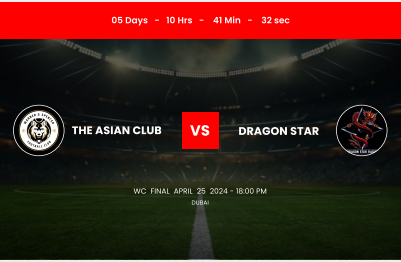 05 Days - 10 Hrs - 41 Min - 32 sec
THE ASIAN CLUB
VS
DRAGON STAR
WC FINAL APRIL 25 2024 - 18:00 PM
DUBAI